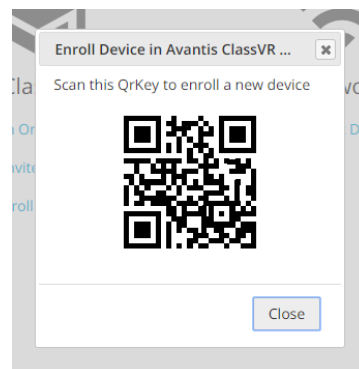 Enroll Device in Avantis ClassVR ...
Scan this QrKey to enroll a new device
Close